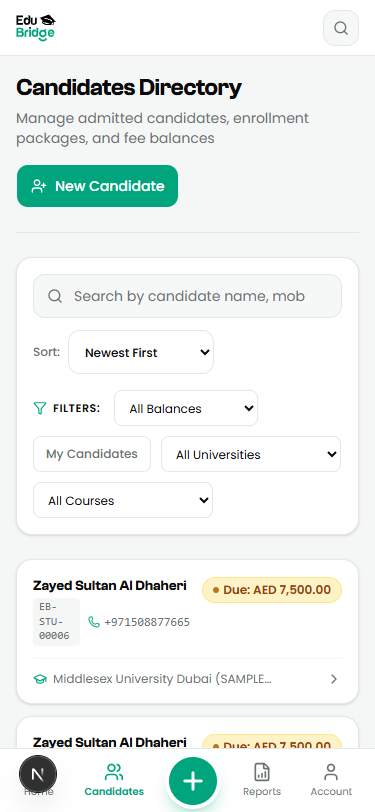 Edu
Bridge
Candidates Directory
Manage admitted candidates, enrollment
packages, and fee balances
New Candidate
Search by candidate name, mob
Sort:
Newest First
FILTERS:
All Balances
My Candidates
All Universities
All Courses
Zayed Sultan Al Dhaheri
Due: AED 7,500.00
EB-
STU-
00006
+971508877665
Middlesex University Dubai (SAMPLE...
Zayed Sultan Al Dhaheri
Due: AED 7,500.00
N
Home
Candidates
Reports
Account